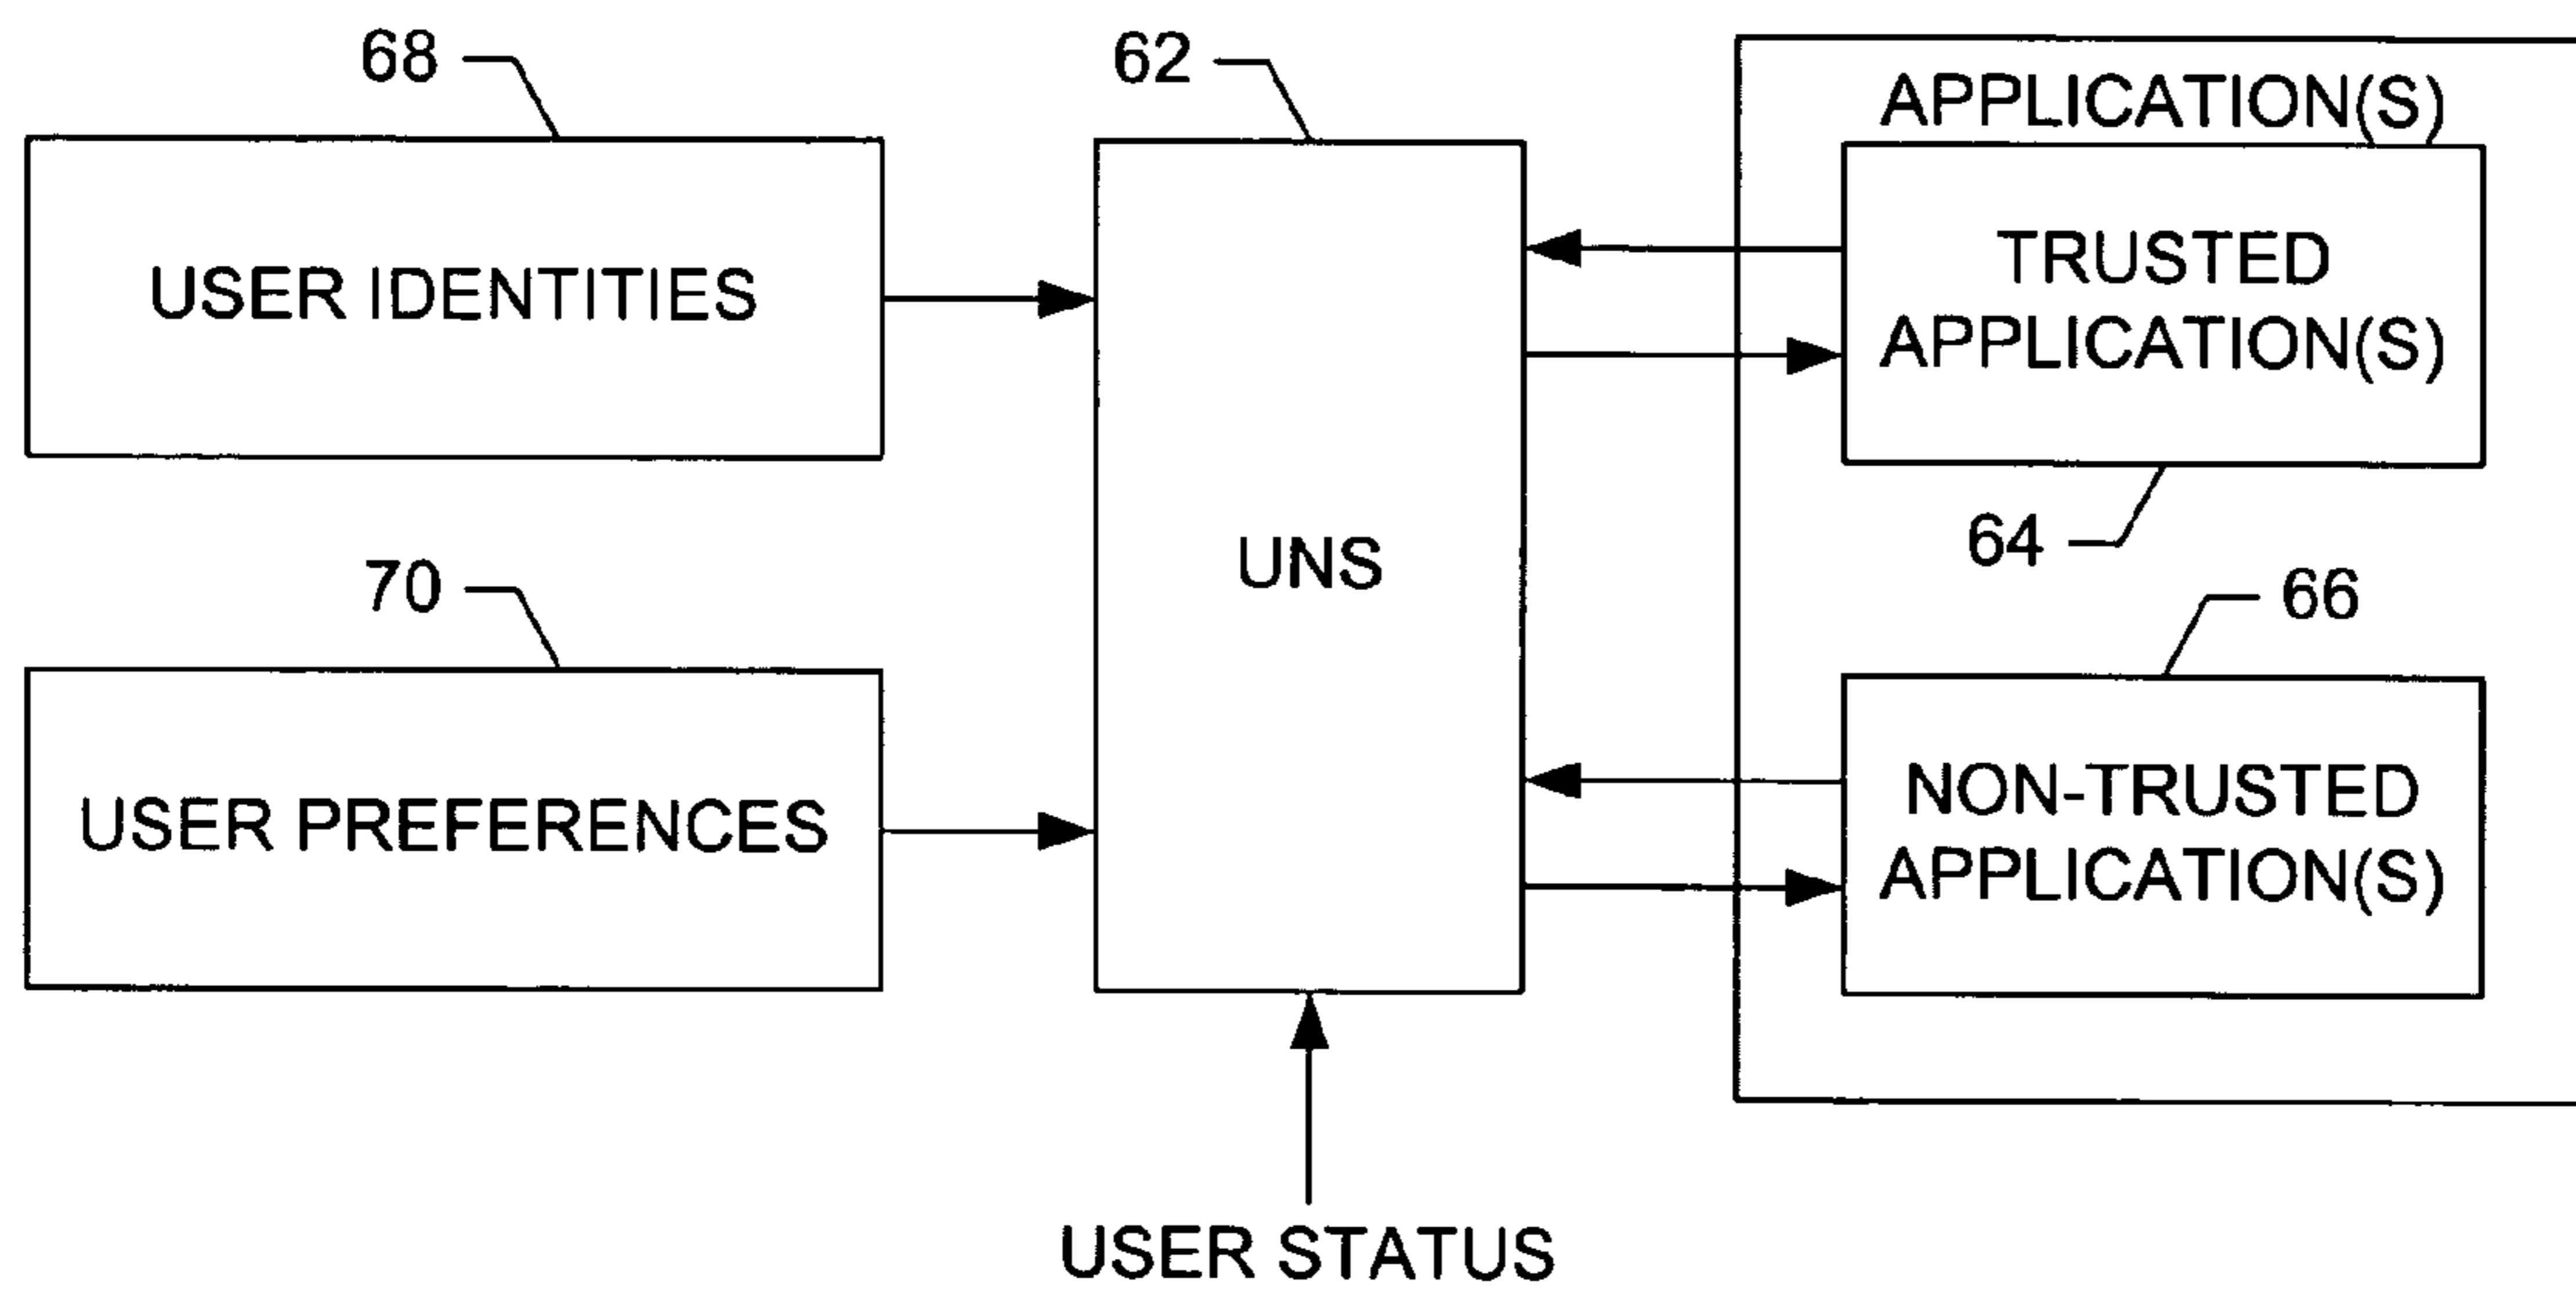 68
62
APPLICATION(S)
USER IDENTITIES
TRUSTED
APPLICATION(S)
64
UNS
70
66
USER PREFERENCES
NON-TRUSTED
APPLICATION(S)
USER STATUS